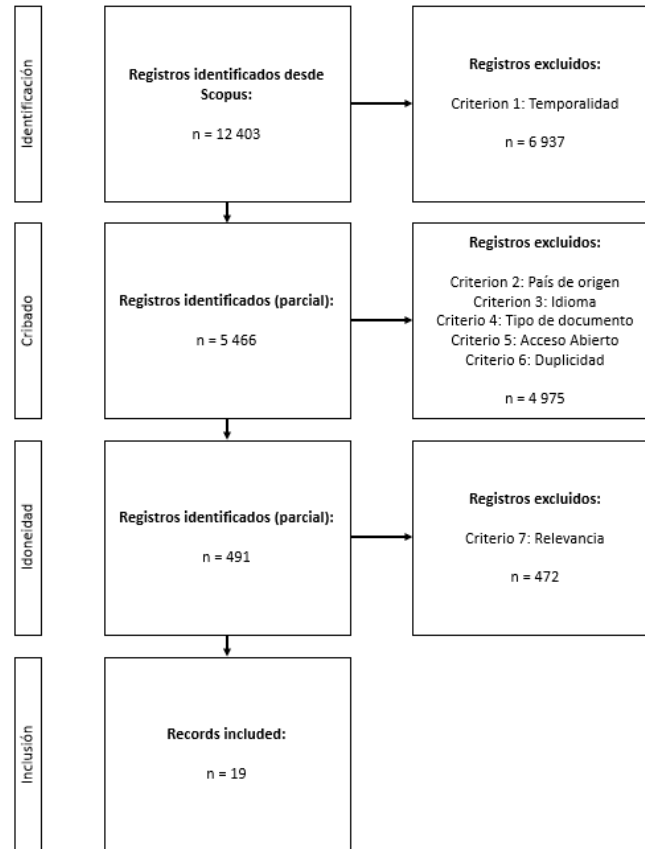 Identificación
Registros identificados desde
Scopus:
n = 12 403
Registros excluidos:
Criterion 1: Temporalidad
n = 6 937
Cribado
Registros identificados (parcial):
n = 5 466
Registros excluidos:
Criterion 2: País de origen
Criterion 3: Idioma
Criterio 4: Tipo de documento
Criterio 5: Acceso Abierto
Criterio 6: Duplicidad
n = 4 975
Idoneidad
Registros identificados (parcial):
n = 491
Registros excluidos:
Criterio 7: Relevancia
n = 472
Inclusión
Records included:
n = 19